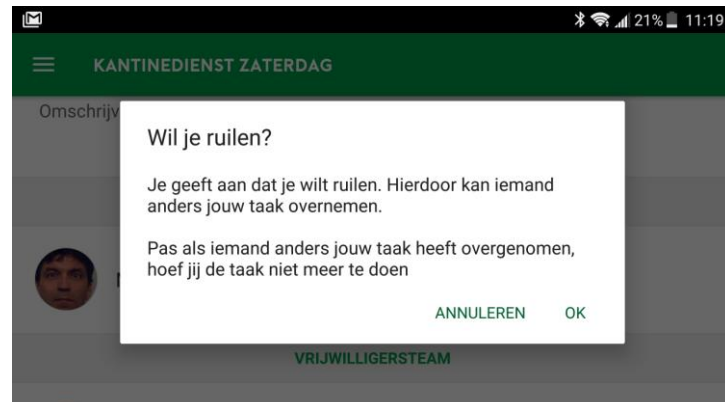 21% 11:19
KANTINEDIENST ZATERDAG
Omschrijv
Wil je ruilen?
Je geeft aan dat je wilt ruilen. Hierdoor kan iemand
anders jouw taak overnemen.
Pas als iemand anders jouw taak heeft overgenomen,
hoef jij de taak niet meer te doen
ANNULEREN OK
VRIJWILLIGERSTEAM